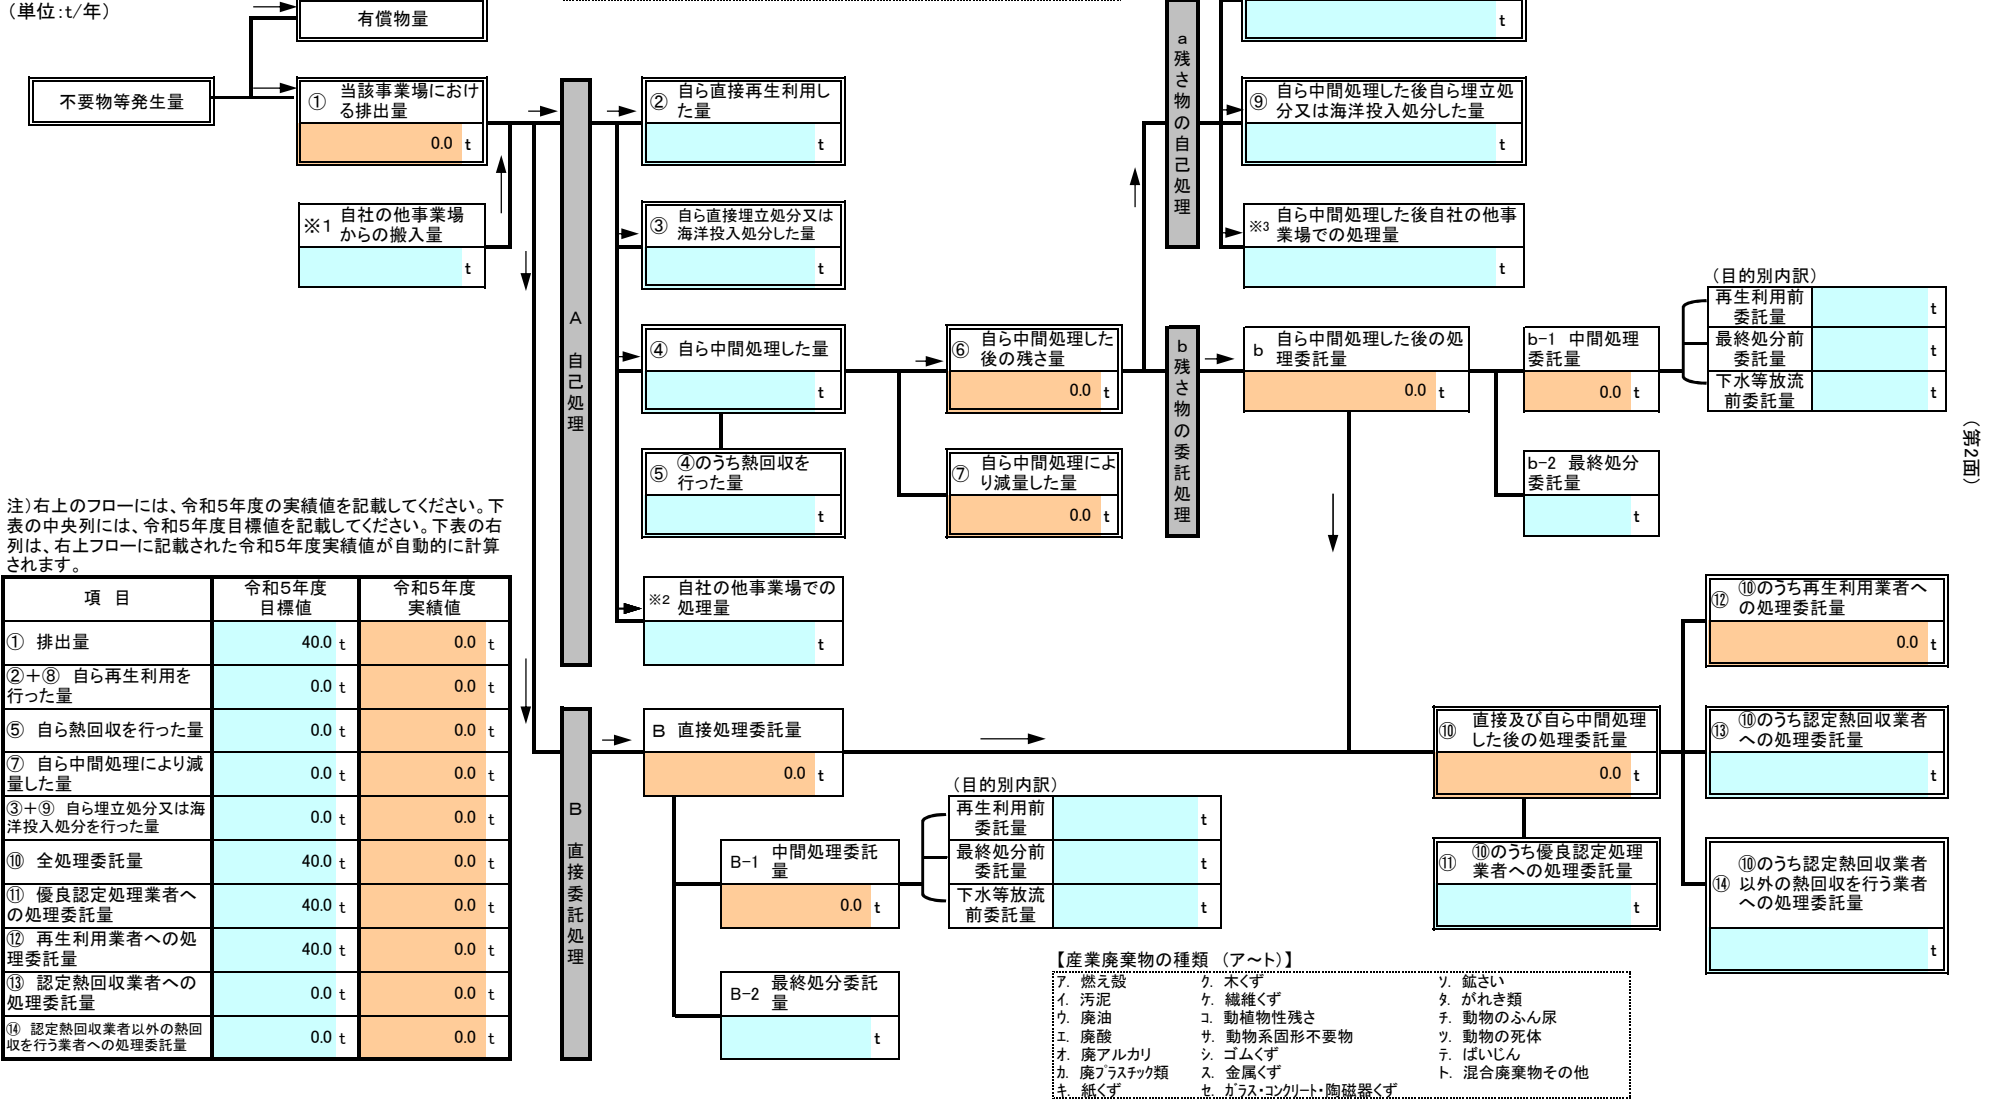 （単位：t/年）
有償物量
不要物等発生量
① 当該事業場におけ
る排出量
0.0 t
※1 自社の他事業場
からの搬入量
t
A 自己処理
② 自ら直接再生利用し
た量
t
③ 自ら直接埋立処分又は
海洋投入処分した量
t
④ 自ら中間処理した量
t
⑤ ④のうち熱回収を
行った量
t
※2 自社の他事業場での
処理量
t
⑥ 自ら中間処理した
後の残さ量
0.0 t
⑦ 自ら中間処理によ
り減量した量
0.0 t
a 残さ物の自己処理
t
⑨ 自ら中間処理した後自ら埋立処
分又は海洋投入処分した量
t
※3 自ら中間処理した後自社の他事
業場での処理量
t
b 残さ物の委託処理
b 自ら中間処理した後の処
理委託量
0.0 t
b-1 中間処理
委託量
0.0 t
（目的別内訳）
再生利用前
委託量
t
最終処分前
委託量
t
下水等放流
前委託量
t
b-2 最終処分
委託量
t
（第2面）
注）右上のフローには、令和5年度の実績値を記載してください。下
表の中央列には、令和5年度目標値を記載してください。下表の右
列は、右上フローに記載された令和5年度実績値が自動的に計算
されます。
項 目 令和5年度
目標値 令和5年度
実績値
① 排出量 40.0 t 0.0 t
②＋⑧ 自ら再生利用を
行った量 0.0 t 0.0 t
⑤ 自ら熱回収を行った量 0.0 t 0.0 t
⑦ 自ら中間処理により減
量した量 0.0 t 0.0 t
③＋⑨ 自ら埋立処分又は海
洋投入処分を行った量 0.0 t 0.0 t
⑩ 全処理委託量 40.0 t 0.0 t
⑪ 優良認定処理業者へ
の処理委託量 40.0 t 0.0 t
⑫ 再生利用業者への処
理委託量 40.0 t 0.0 t
⑬ 認定熱回収業者への
処理委託量 0.0 t 0.0 t
⑭ 認定熱回収業者以外の熱回
収を行う業者への処理委託量 0.0 t 0.0 t
B 直接委託処理
B 直接処理委託量
0.0 t
B-1 中間処理委託
量
0.0 t
（目的別内訳）
再生利用前
委託量
t
最終処分前
委託量
t
下水等放流
前委託量
t
B-2 最終処分委託
量
t
⑩ 直接及び自ら中間処理
した後の処理委託量
0.0 t
⑪ ⑩のうち優良認定処理
業者への処理委託量
t
⑫ ⑩のうち再生利用業者へ
の処理委託量
0.0 t
⑬ ⑩のうち認定熱回収業者
への処理委託量
t
⑭ ⑩のうち認定熱回収業者
以外の熱回収を行う業者
への処理委託量
t
【産業廃棄物の種類 （ア～ト）】
ｱ. 燃え殻 ｸ. 木くず ｿ. 鉱さい
ｲ. 汚泥 ｹ. 繊維くず ﾀ. がれき類
ｳ. 廃油 ｺ. 動植物性残さ ﾁ. 動物のふん尿
ｴ. 廃酸 ｻ. 動物系固形不要物 ﾂ. 動物の死体
ｵ. 廃アルカリ ｼ. ゴムくず ﾃ. ばいじん
ｶ. 廃ﾌﾟﾗｽﾁｯｸ類 ｽ. 金属くず ﾄ. 混合廃棄物その他
ｷ. 紙くず ｾ. ｶﾞﾗｽ・ｺﾝｸﾘｰﾄ・陶磁器くず